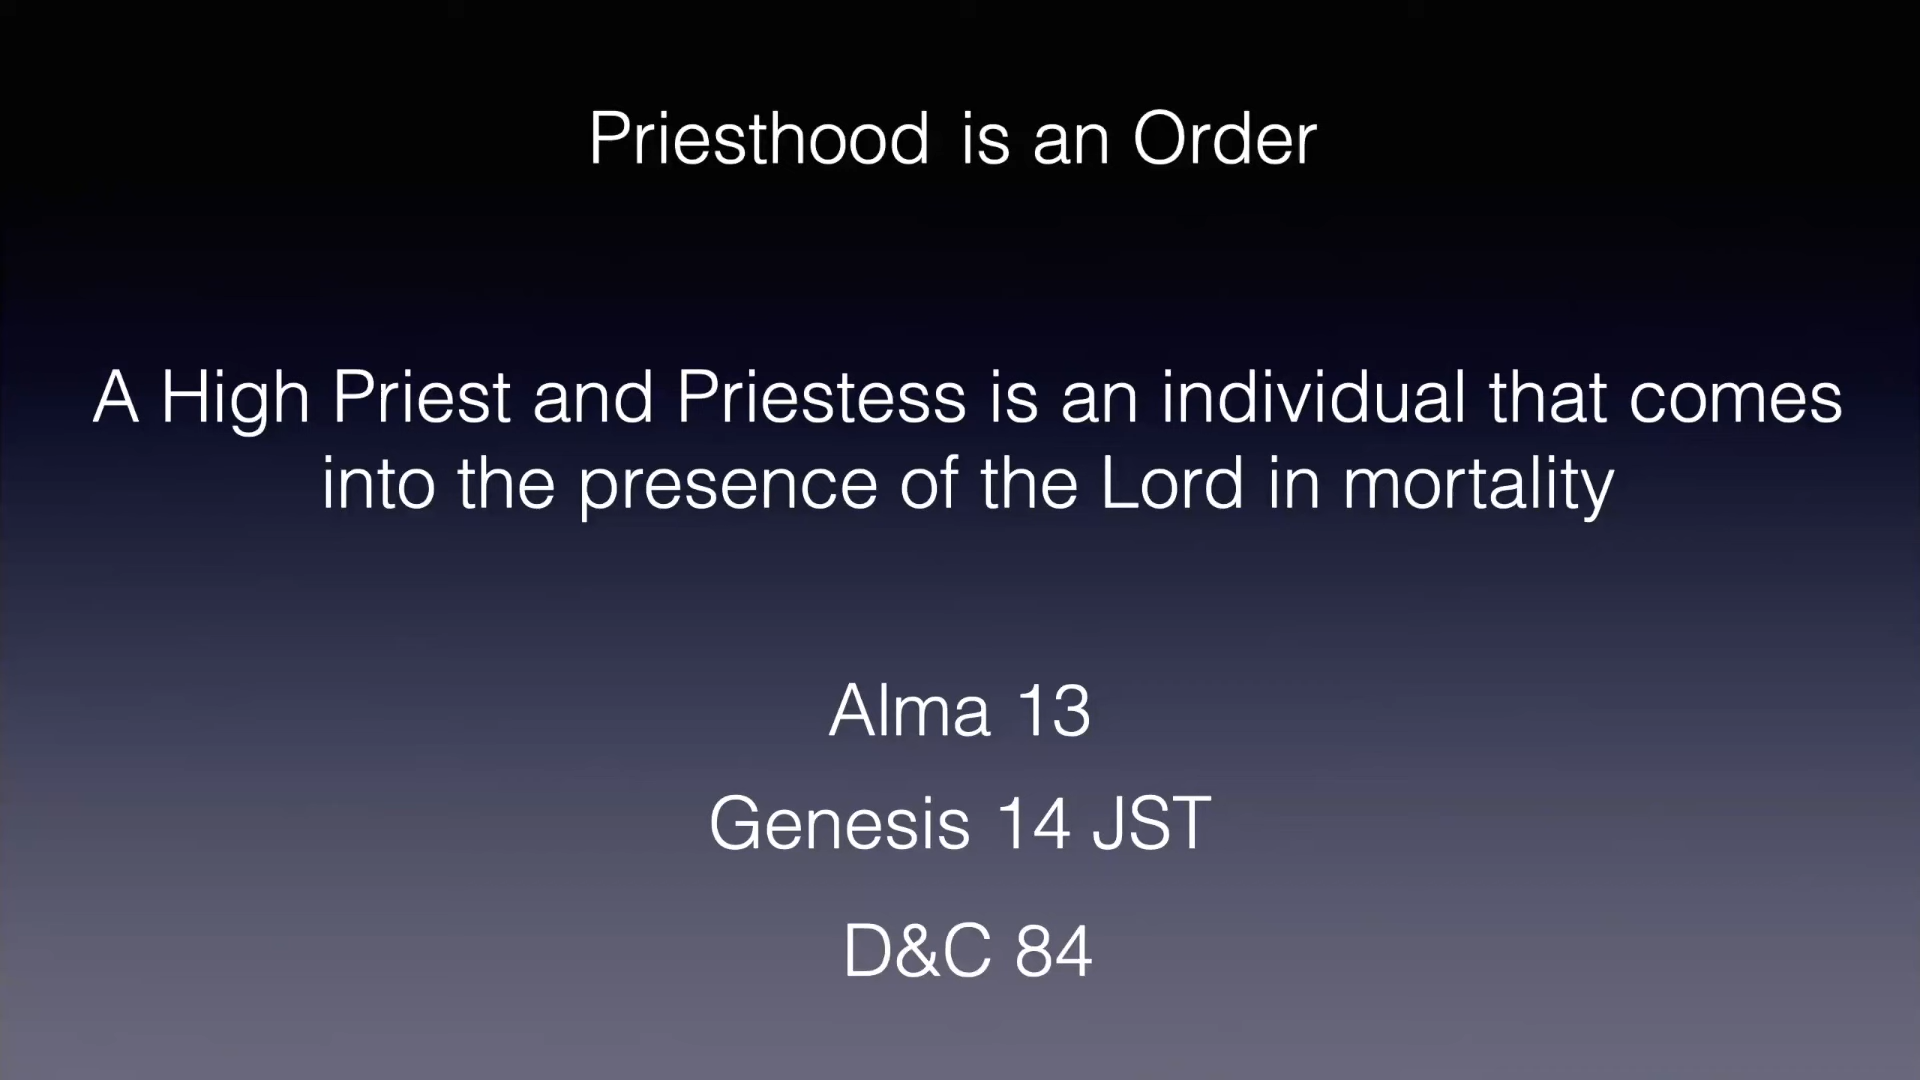 Priesthood is an Order
A High Priest and Priestess is an individual that comes
into the presence of the Lord in mortality
Alma 13
Genesis 14 JST
D&C 84